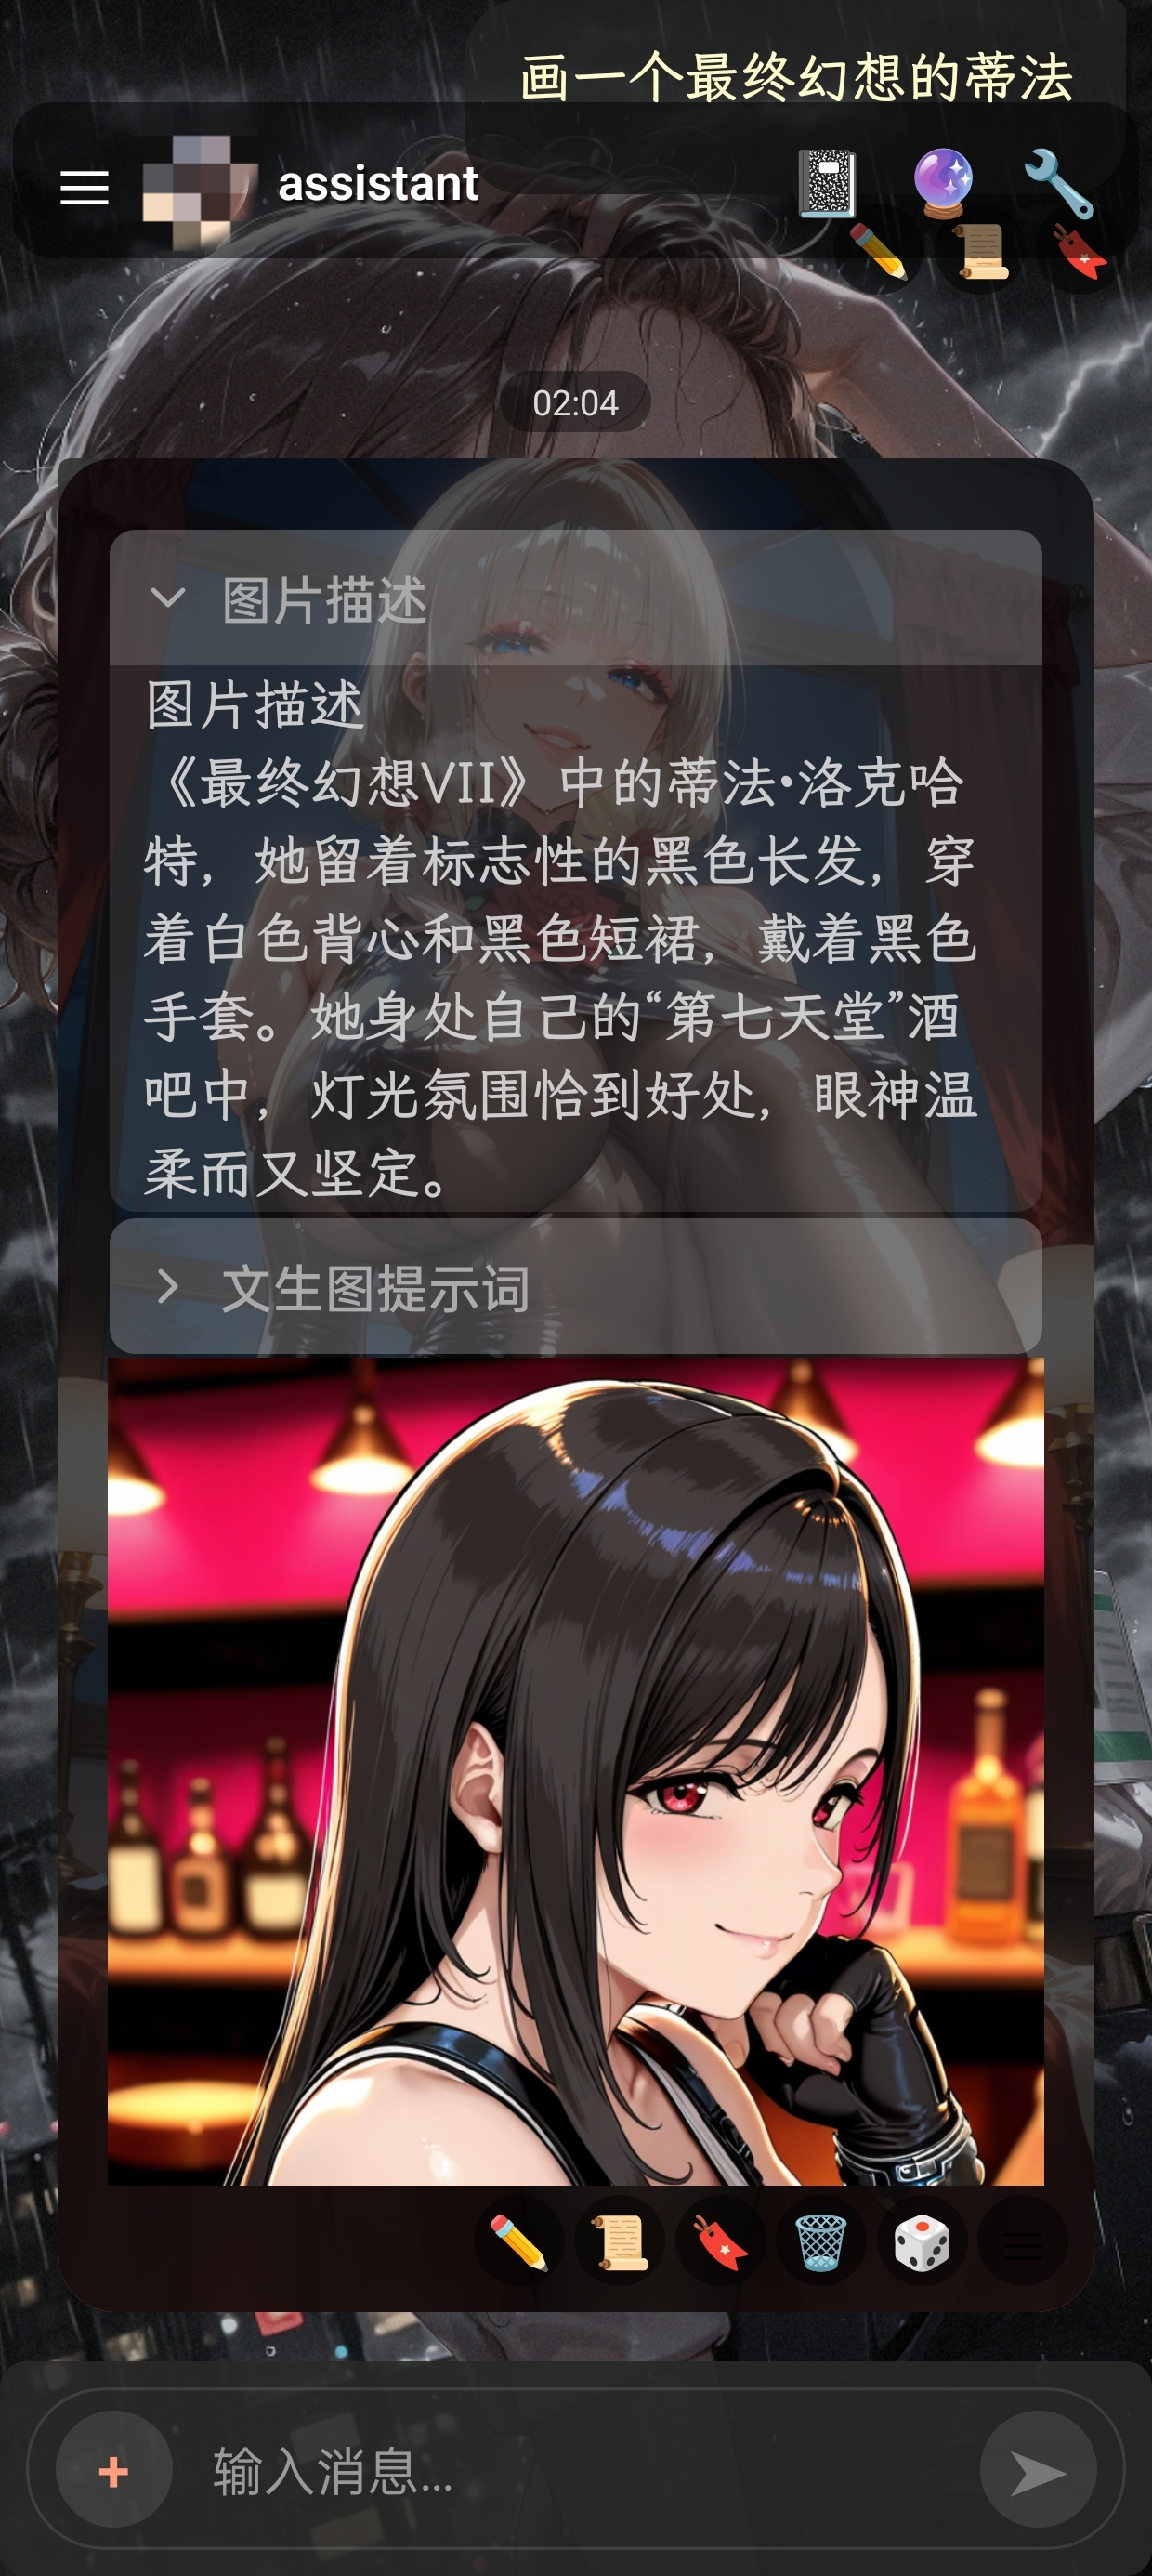 画一个最终幻想的蒂法
assistant
02:04
图片描述
图片描述
《最终幻想VII》中的蒂法·洛克哈
特，她留着标志性的黑色长发，穿
着白色背心和黑色短裙，戴着黑色
手套。她身处自己的“第七天堂”酒
吧中，灯光氛围恰到好处，眼神温
柔而又坚定。
文生图提示词
输入消息...